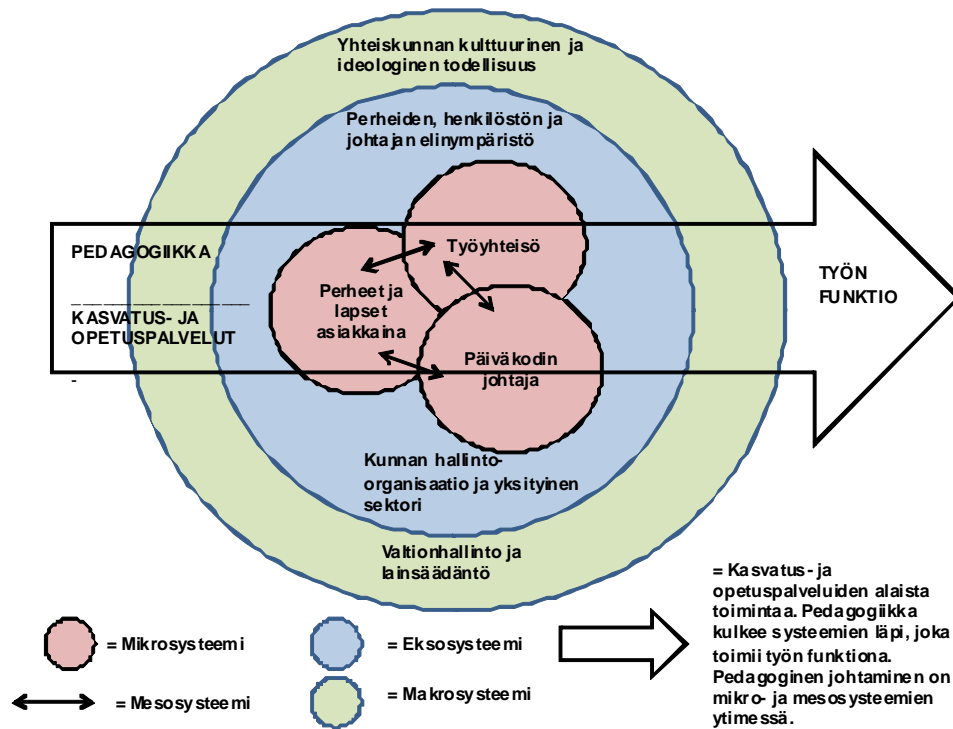 Yhteiskunnan kulttuurinen ja
ideologinen todellisuus
Perheiden, henkilöstön ja
johtajan elinympäristö
PEDAGOGIIKKA
KASVATUS- JA
OPETUSPALVELUT
-
Työyhteisö
Perheet ja
lapset
asiakkaina
Päiväkodin
johtaja
TYÖN
FUNKTIO
Kunnan hallinto-
organisaatio ja yksityinen
sektori
Valtionhallinto ja
lainsäädäntö
= Mikrosysteemi
= Mesosysteemi
= Eksosysteemi
= Makrosysteemi
= Kasvatus- ja
opetuspalveluiden alaista
toimintaa. Pedagogiikka
kulkee systeemien läpi, joka
toimii työn funktiona.
Pedagoginen johtaminen on
mikro- ja mesosysteemien
ytimessä.